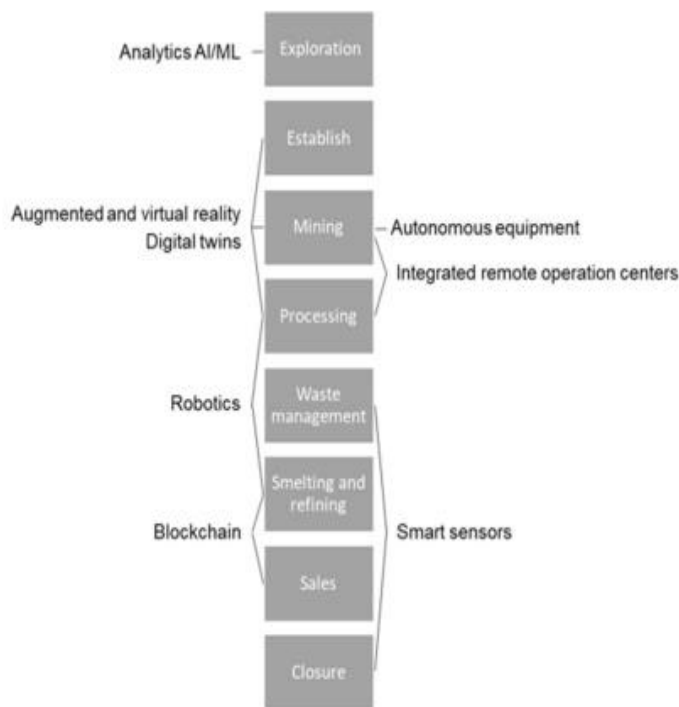 Analytics AI/ML
Exploration
Establish
Augmented and virtual reality
Digital twins
Mining
Autonomous equipment
Integrated remote operation centers
Processing
Robotics
Waste
management
Smelting and
refining
Blockchain
Smart sensors
Sales
Closure